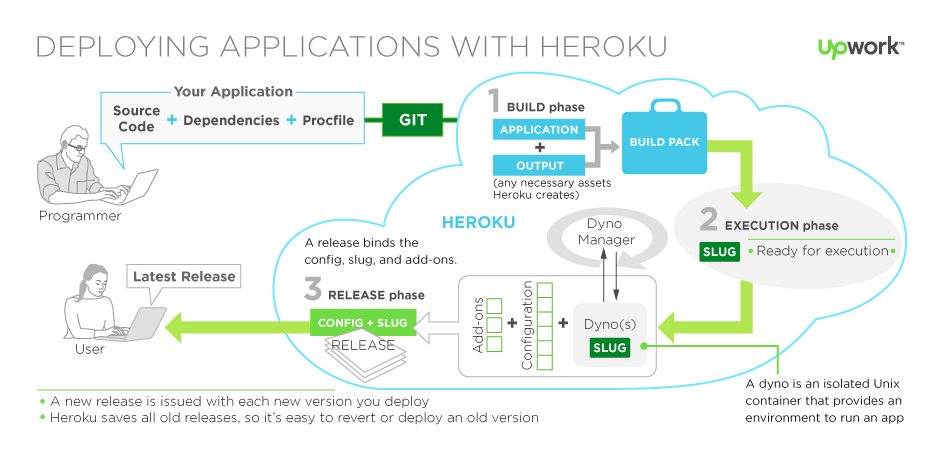 DEPLOYING APPLICATIONS WITH HEROKU
upwork™
Your Application
Source
Code
+ Dependencies + Procfile
GIT
Programmer
1 BUILD phase
APPLICATION
+
OUTPUT
(any necessary assets
Heroku creates)
BUILD PACK
HEROKU
2 EXECUTION phase
SLUG
• Ready for execution •
Dyno
Manager
A release binds the
config, slug, and add-ons.
3 RELEASE phase
CONFIG + SLUG
RELEASE
Add-ons
+
Configuration
+
Dyno(s)
SLUG
Latest Release
User
A dyno is an isolated Unix
container that provides an
environment to run an app
• A new release is issued with each new version you deploy
• Heroku saves all old releases, so it’s easy to revert or deploy an old version